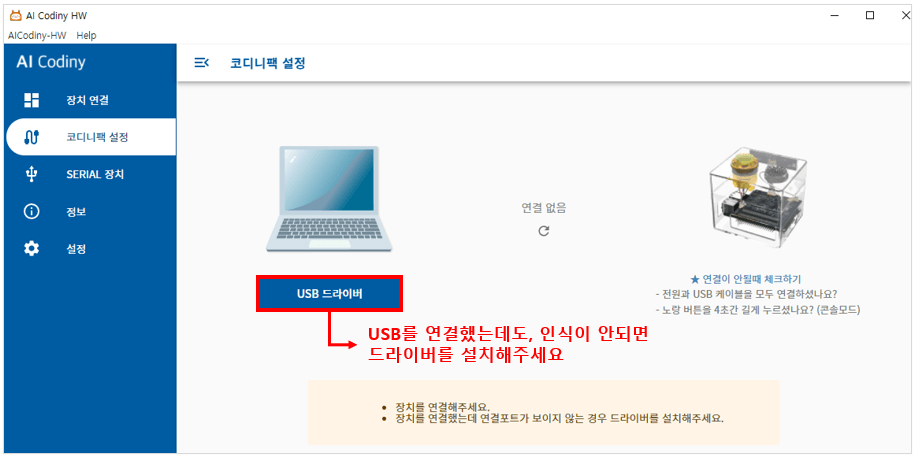 AI Codiny HW
AICodiny-HW Help
AI Codiny
장치 연결
코디니팩 설정
SERIAL 장치
정보
설정
코디니팩 설정
연결 없음
USB 드라이버
USB를 연결했는데도, 인식이 안되면
드라이버를 설치해주세요
★ 연결이 안될때 체크하기
- 전원과 USB 케이블을 모두 연결하셨나요?
- 노랑 버튼을 4초간 길게 누르셨나요? (콘솔모드)
• 장치를 연결해주세요.
• 장치를 연결했는데 연결포트가 보이지 않는 경우 드라이버를 설치해주세요.